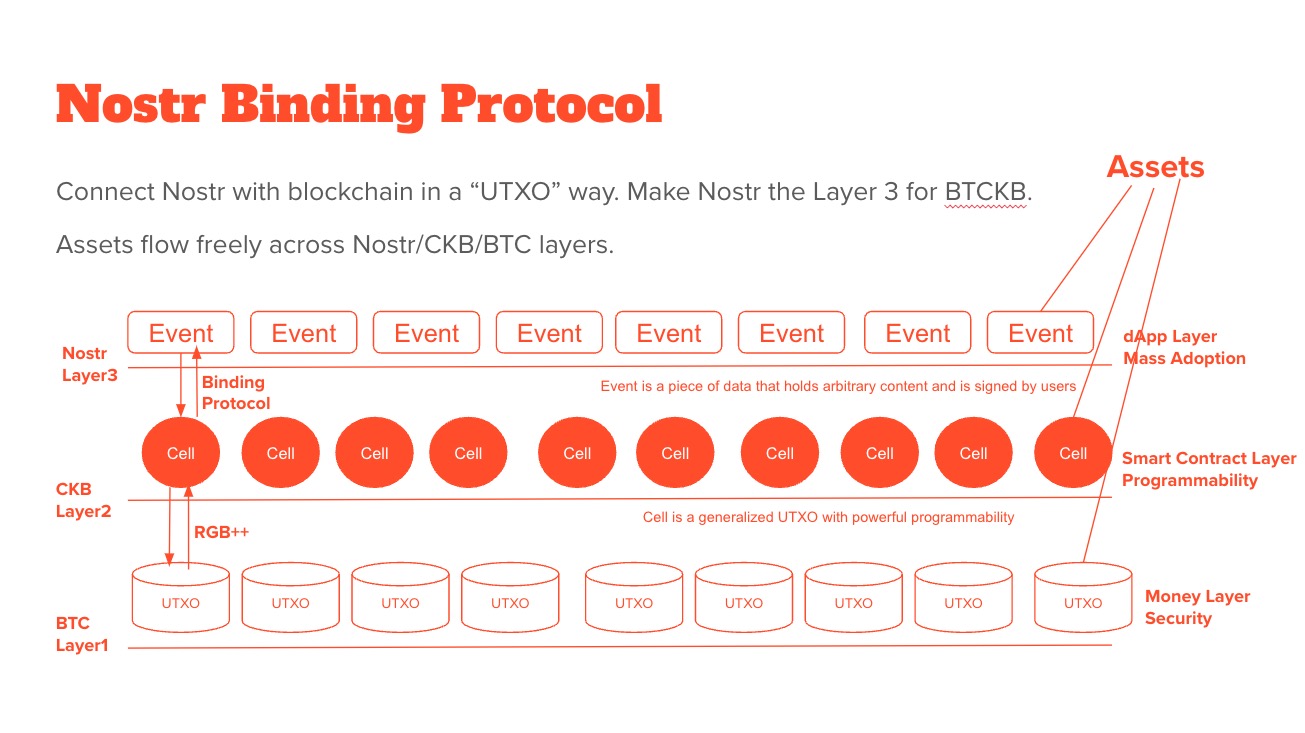 Nostr Binding Protocol
Assets
Connect Nostr with blockchain in a “UTXO” way. Make Nostr the Layer 3 for BTCKB.
Assets flow freely across Nostr/CKB/BTC layers.
Event Event Event Event Event Event Event Event
Nostr
Layer3
dApp Layer
Mass Adoption
Binding
Protocol
Event is a piece of data that holds arbitrary content and is signed by users
Cell Cell Cell Cell Cell Cell Cell Cell Cell Cell
Smart Contract Layer
Programmability
CKB
Layer2
RGB++
Cell is a generalized UTXO with powerful programmability
UTXO UTXO UTXO UTXO UTXO UTXO UTXO UTXO UTXO
Money Layer
Security
BTC
Layer1